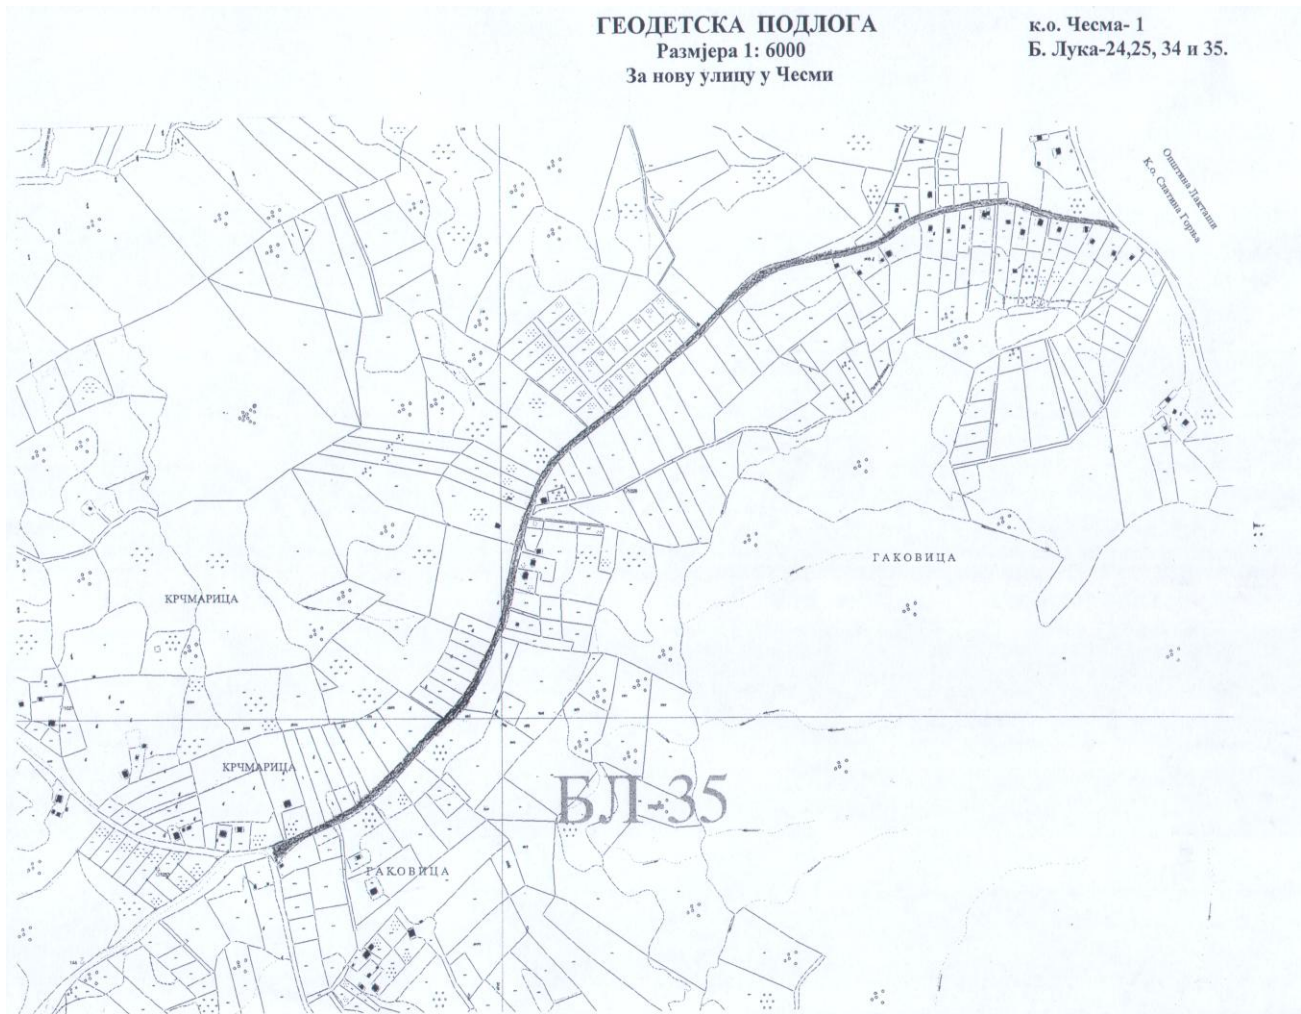 ГЕОДЕТСКА ПОДЛОГА
Размјера 1: 6000
За нову улицу у Чесми
к.о. Чесма- 1
Б. Лука-24,25, 34 и 35.
Општина Лакташи
К.о. Слатина Горња
ГАКОВИЦА
КРЧМАРИЦА
КРЧМАРИЦА
БЛ-35
РАКОВИЦА